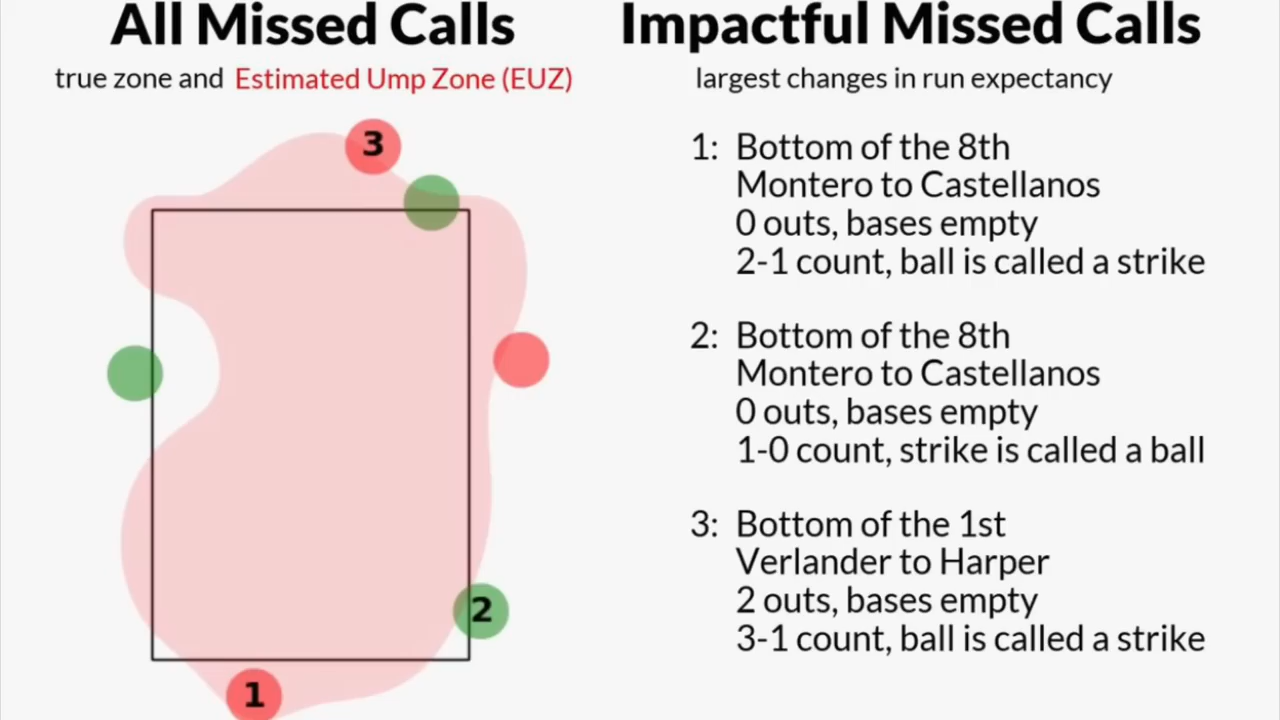 All Missed Calls
true zone and Estimated Ump Zone (EUZ)
3
2
1
Impactful Missed Calls
largest changes in run expectancy
1: Bottom of the 8th
Montero to Castellanos
0 outs, bases empty
2-1 count, ball is called a strike
2: Bottom of the 8th
Montero to Castellanos
0 outs, bases empty
1-0 count, strike is called a ball
3: Bottom of the 1st
Verlander to Harper
2 outs, bases empty
3-1 count, ball is called a strike